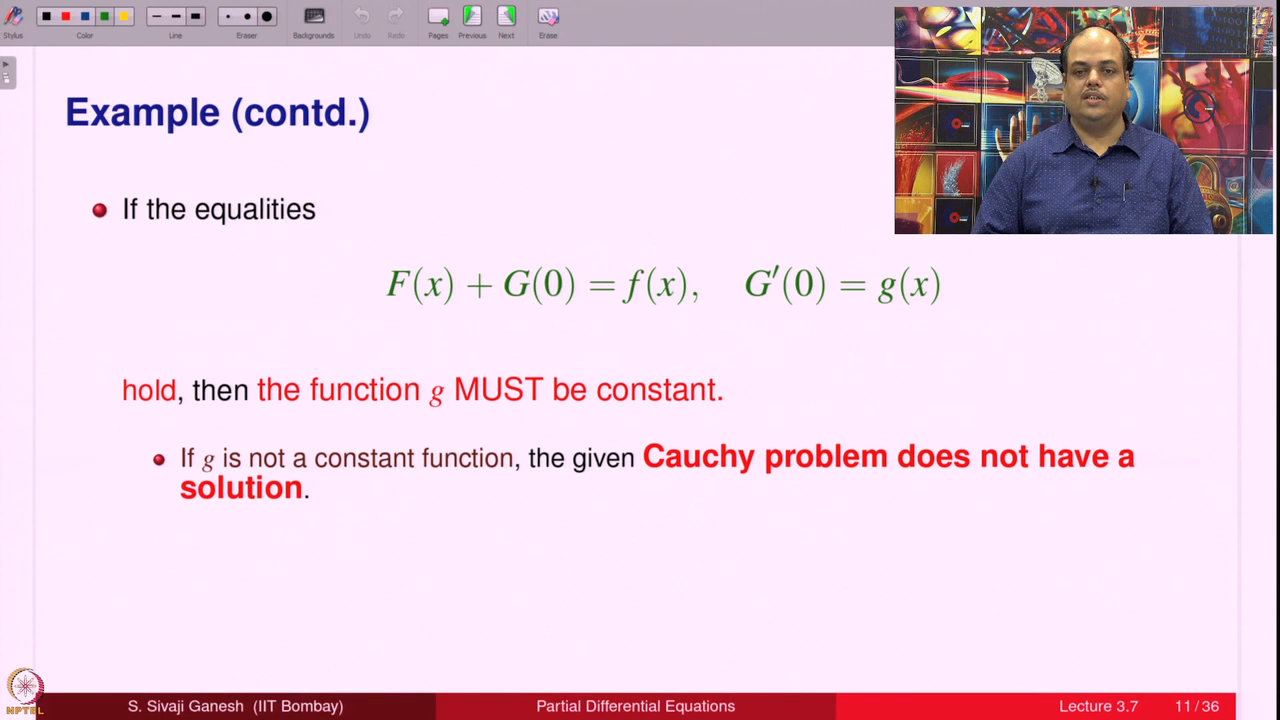 Stylus Color Line Eraser Backgrounds Undo Redo Pages Previous Next Erase
Example (contd.)
If the equalities
F(x) + G(0) = f(x), G′(0) = g(x)
hold, then the function g MUST be constant.
If g is not a constant function, the given Cauchy problem does not have a
solution.
NPTEL
S. Sivaji Ganesh (IIT Bombay) Partial Differential Equations Lecture 3.7 11 / 36